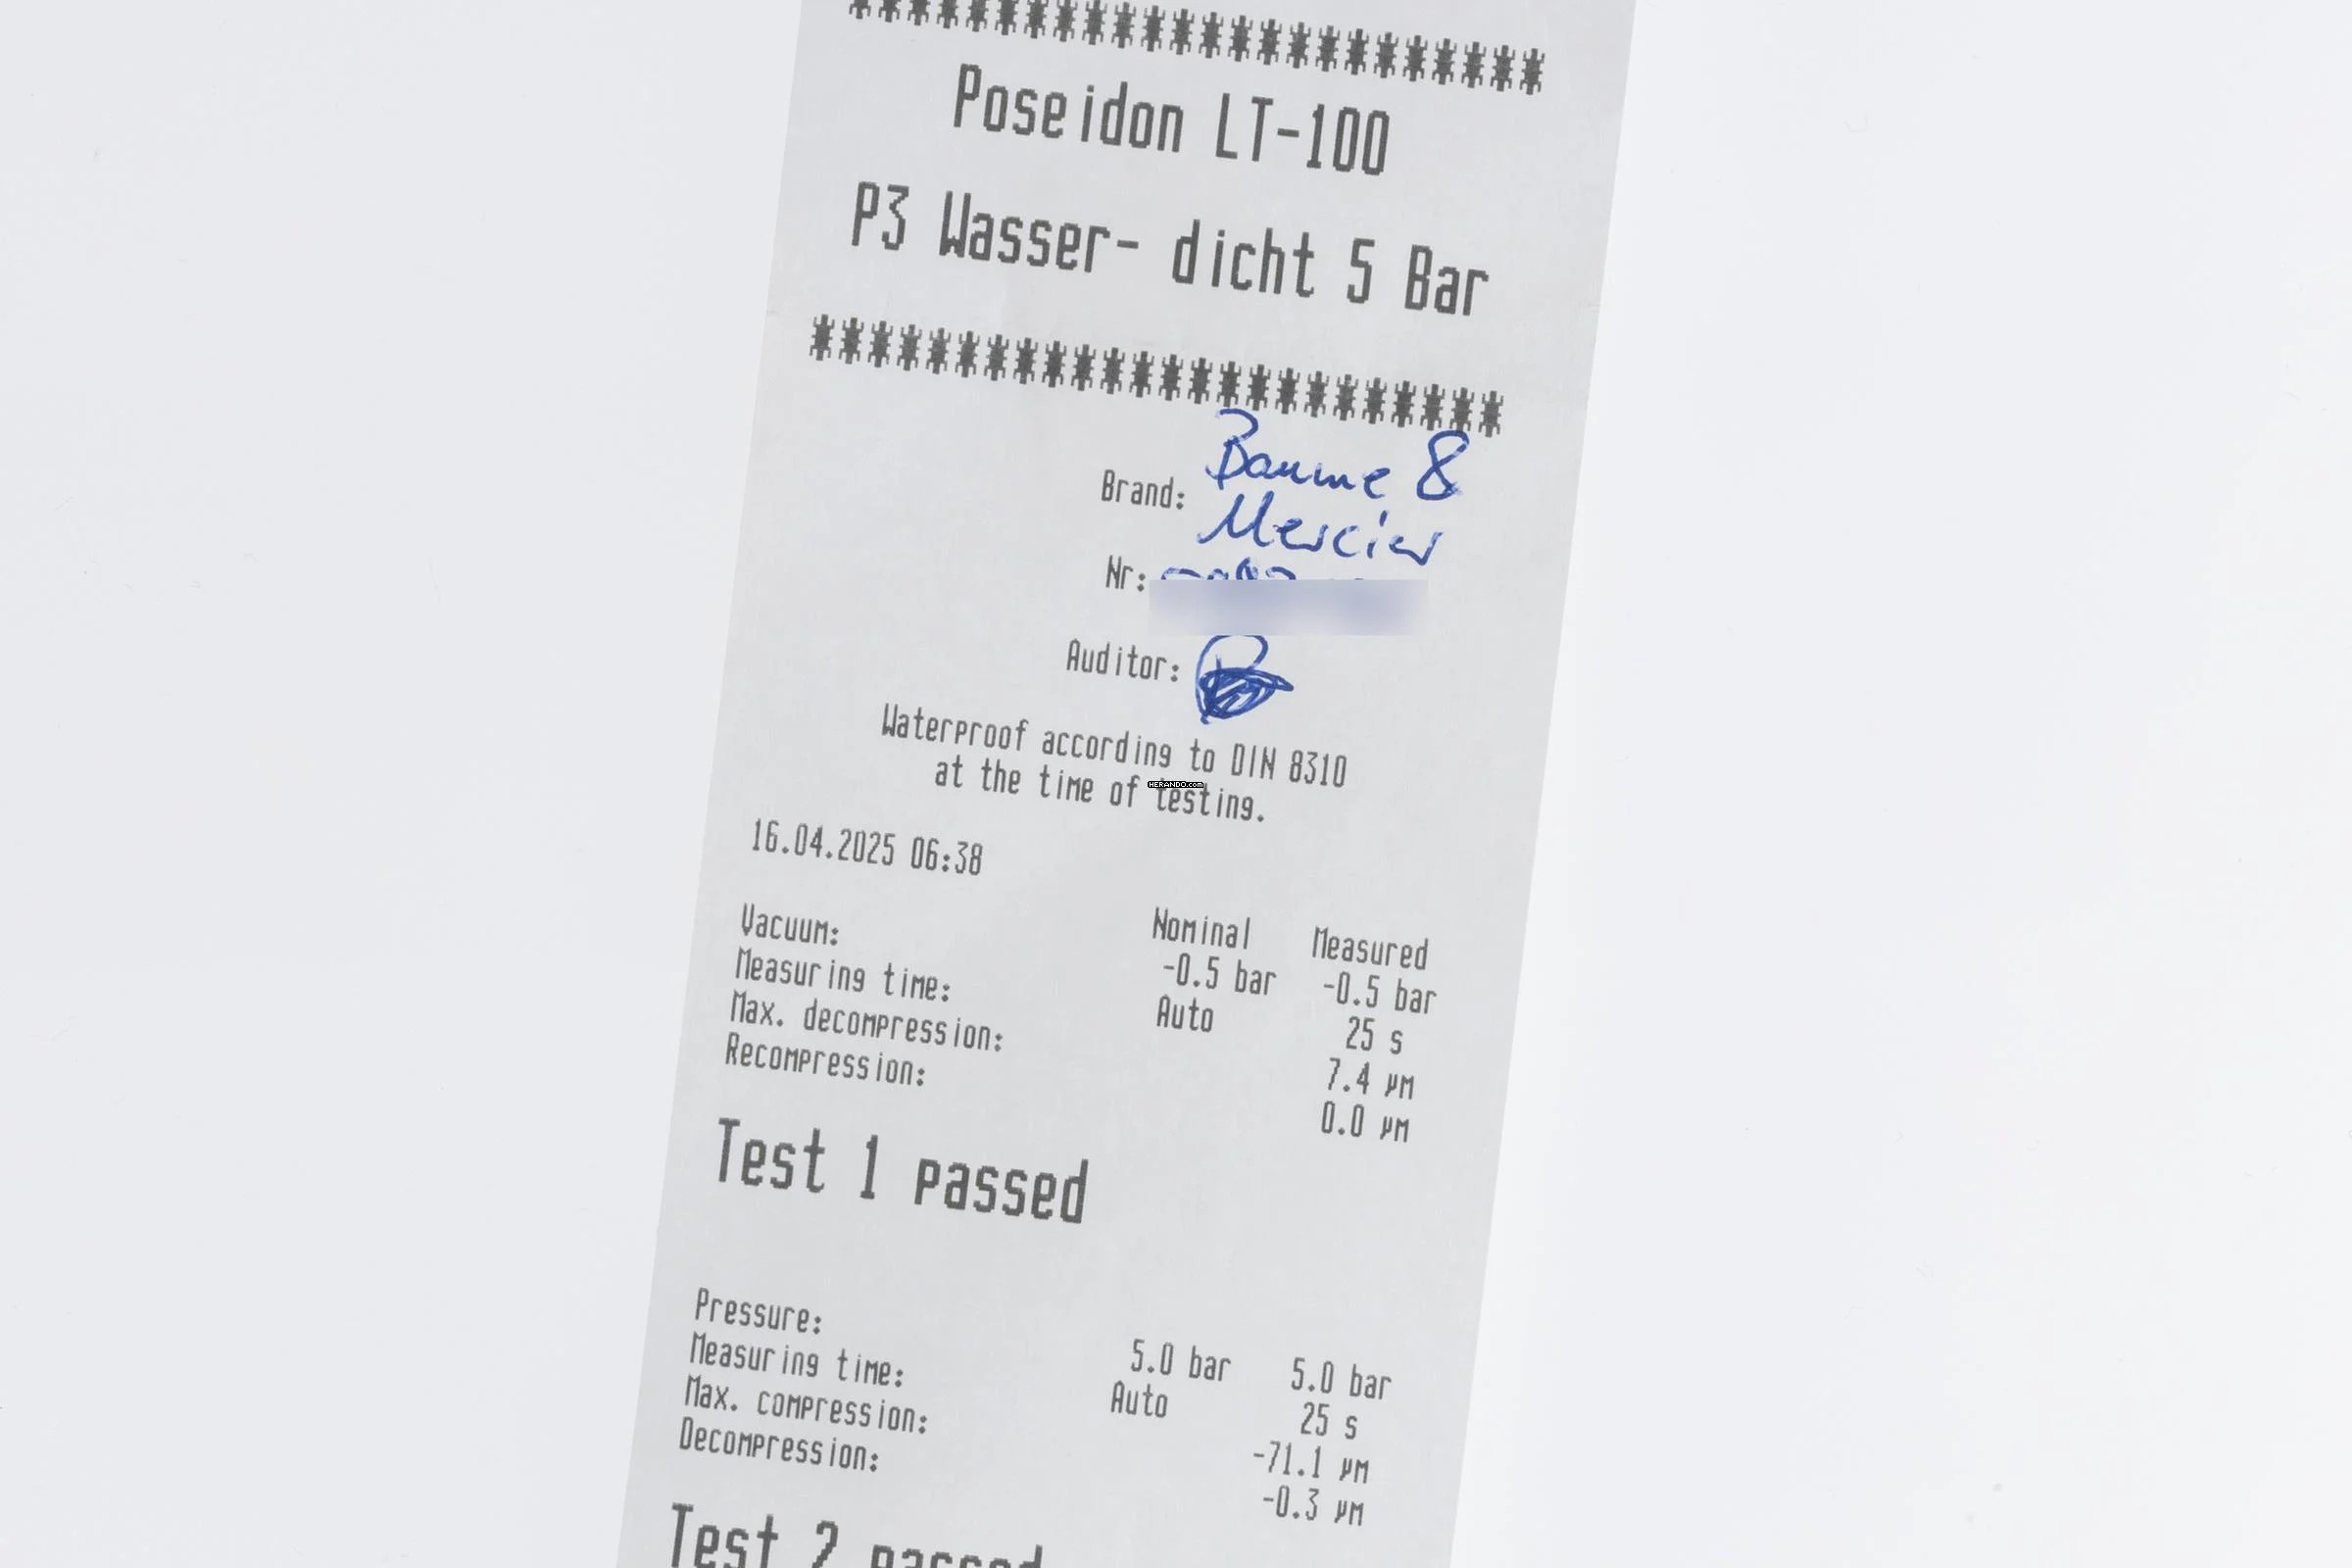 Poseidon LT-100
P3 Wasser- dicht 5 Bar
Brand: Baume &
Mercier
Nr:
Auditor:
Waterproof according to DIN 8310
at the time of testing.
HERANDO.com
16.04.2025 06:38
Nominal Measured
Vacuum: -0.5 bar -0.5 bar
Measuring time: Auto 25 s
Max. decompression: 7.4 µm
Recompression: 0.0 µm
Test 1 passed
Pressure: 5.0 bar 5.0 bar
Measuring time: Auto 25 s
Max. compression: -71.1 µm
Decompression: -0.3 µm
Test 2 passed